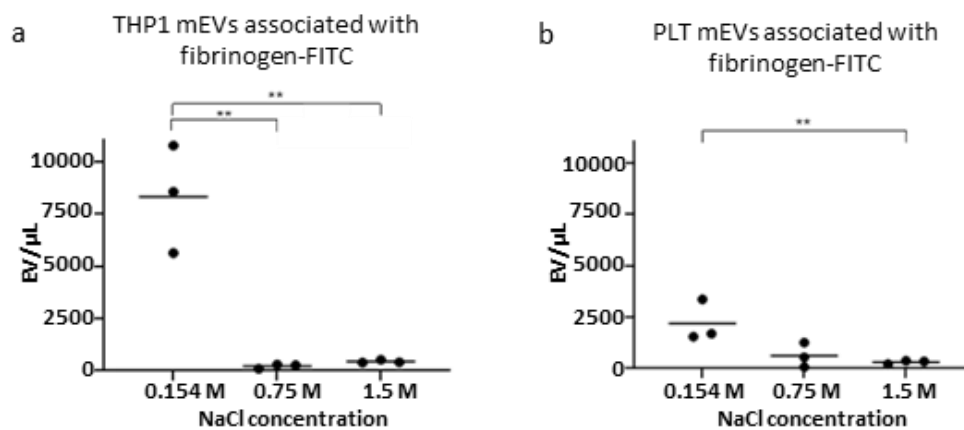 a
THP1 mEVs associated with
fibrinogen-FITC
**
**
10000
7500
5000
2500
0
EV/µL
0.154 M 0.75 M 1.5 M
NaCl concentration
b
PLT mEVs associated with
fibrinogen-FITC
**
10000
7500
5000
2500
0
EV/µL
0.154 M 0.75 M 1.5 M
NaCl concentration